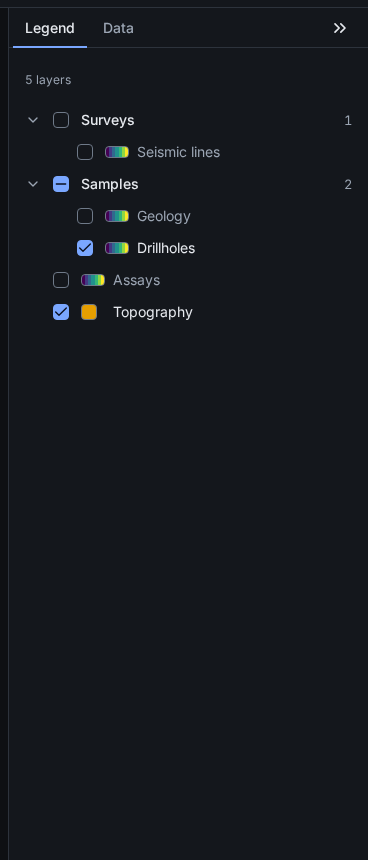 Legend Data
5 layers
Surveys 1
Seismic lines
Samples 2
Geology
Drillholes
Assays
Topography